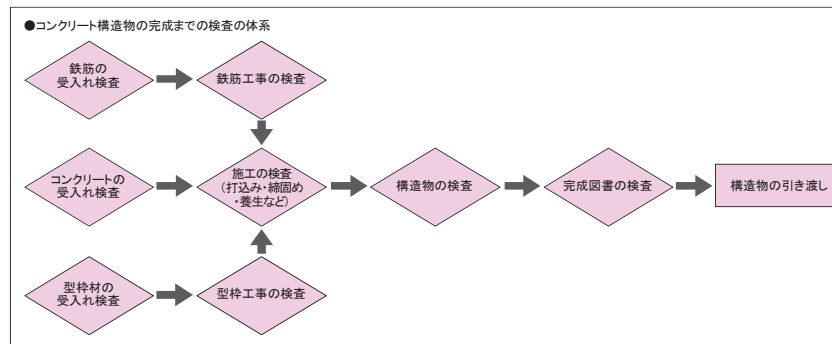 ●コンクリート構造物の完成までの検査の体系
鉄筋の
受入れ検査
鉄筋工事の検査
コンクリートの
受入れ検査
施工の検査
(打込み・締固め
・養生など)
構造物の検査
完成図書の検査
構造物の引き渡し
型枠材の
受入れ検査
型枠工事の検査